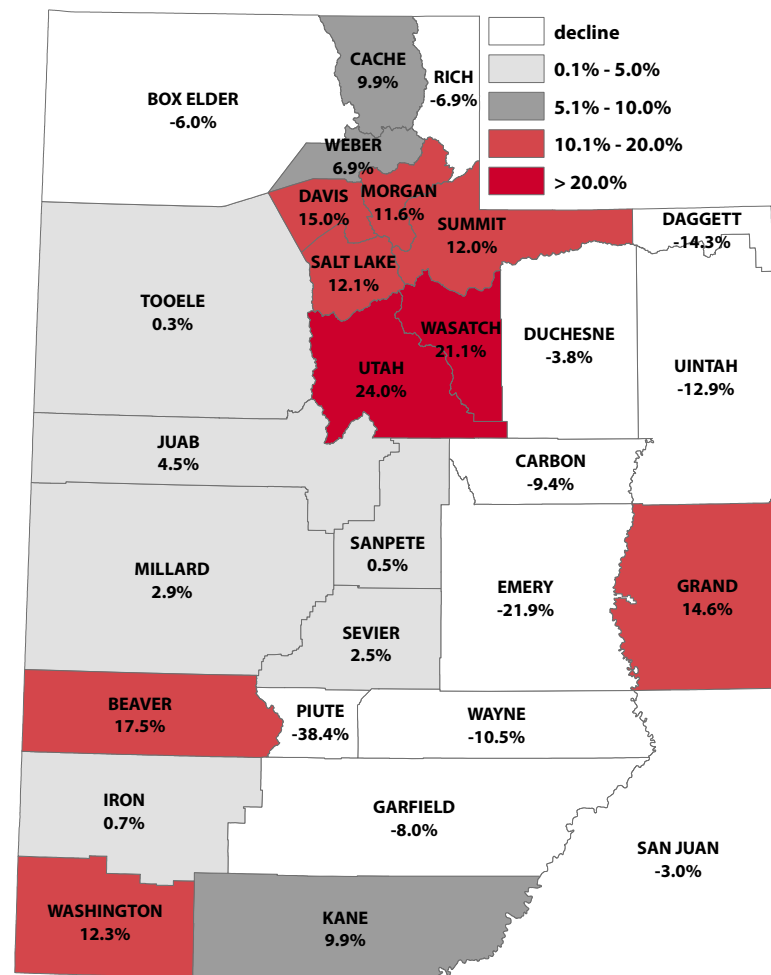 decline
0.1% - 5.0%
5.1% - 10.0%
10.1% - 20.0%
> 20.0%
CACHE
9.9%
RICH
-6.9%
BOX ELDER
-6.0%
WEBER
6.9%
DAVIS
15.0%
MORGAN
11.6%
SUMMIT
12.0%
DAGGETT
-14.3%
SALT LAKE
12.1%
TOOELE
0.3%
WASATCH
21.1%
DUCHESNE
-3.8%
UINTAH
-12.9%
UTAH
24.0%
JUAB
4.5%
CARBON
-9.4%
SANPETE
0.5%
MILLARD
2.9%
EMERY
-21.9%
GRAND
14.6%
SEVIER
2.5%
BEAVER
17.5%
PIUTE
-38.4%
WAYNE
-10.5%
IRON
0.7%
GARFIELD
-8.0%
SAN JUAN
-3.0%
WASHINGTON
12.3%
KANE
9.9%